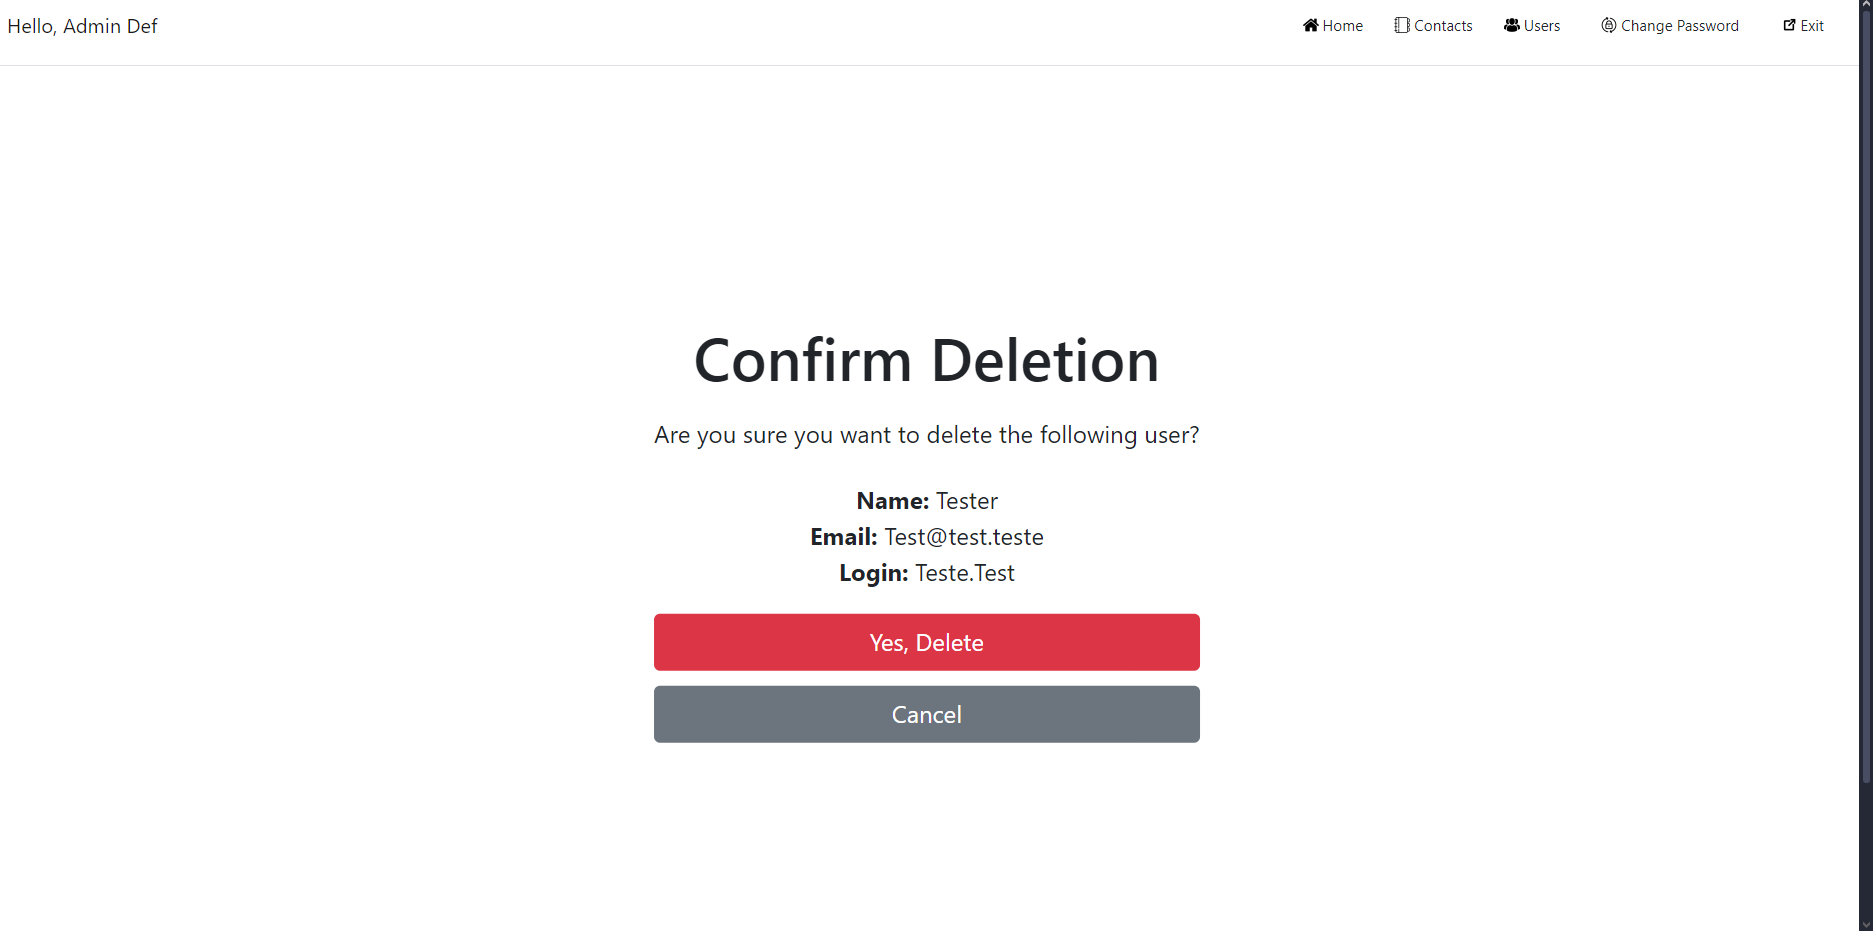 Hello, Admin Def
Home Contacts Users Change Password Exit
Confirm Deletion
Are you sure you want to delete the following user?
Name: Tester
Email: Test@test.teste
Login: Teste.Test
Yes, Delete
Cancel